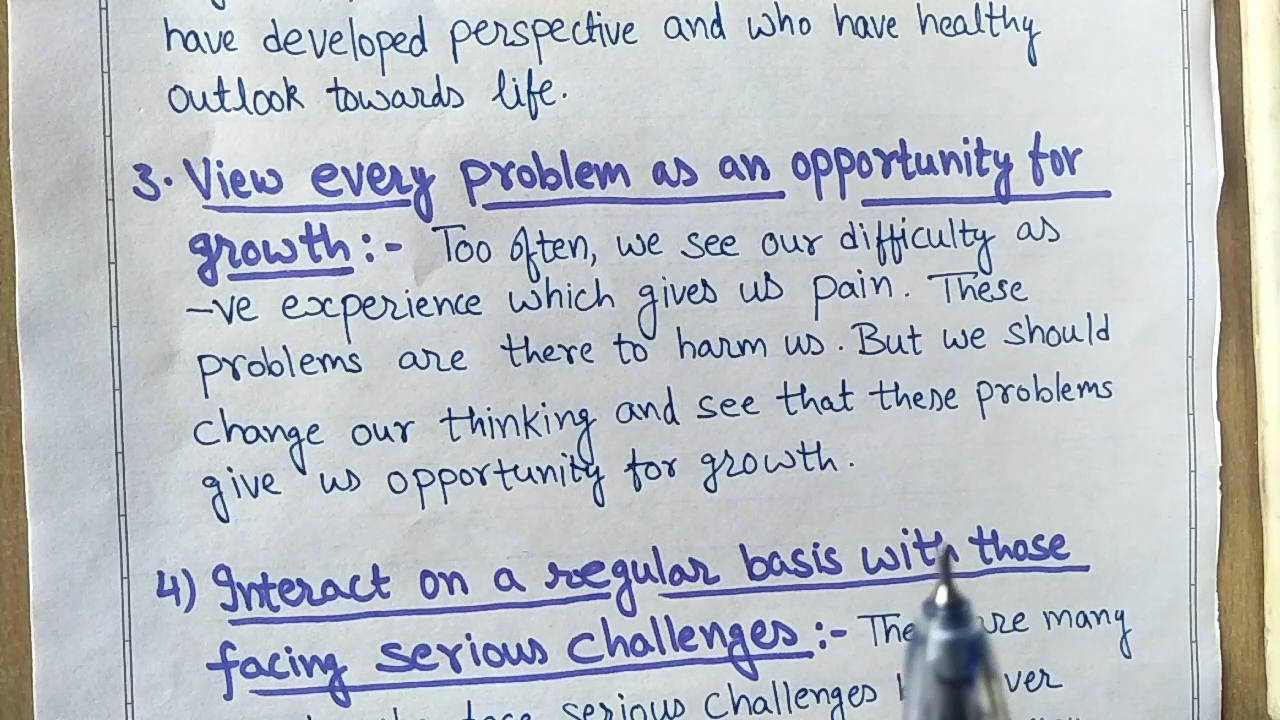 have developed perspective and who have healthy
outlook towards life.
3. View every problem as an opportunity for
growth :- Too often, we see our difficulty as
-ve experience which gives us pain. These
problems are there to harm us. But we should
change our thinking and see that these problems
give us opportunity for growth.
4) Interact on a regular basis with those
facing serious challenges :- The are many
serious challenges